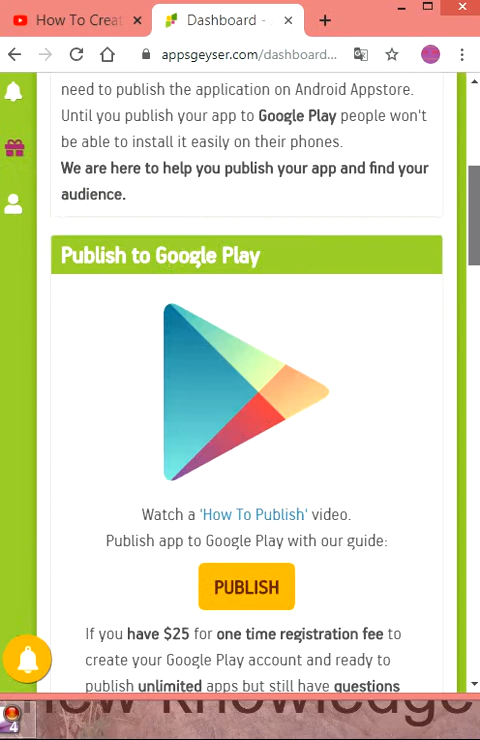 How To Creat
Dashboard -
appsgeyser.com/dashboard...
need to publish the application on Android Appstore.
Until you publish your app to Google Play people won't
be able to install it easily on their phones.
We are here to help you publish your app and find your
audience.
Publish to Google Play
Watch a 'How To Publish' video.
Publish app to Google Play with our guide:
PUBLISH
If you have $25 for one time registration fee to
create your Google Play account and ready to
publish unlimited apps but still have questions
Knowledge
4